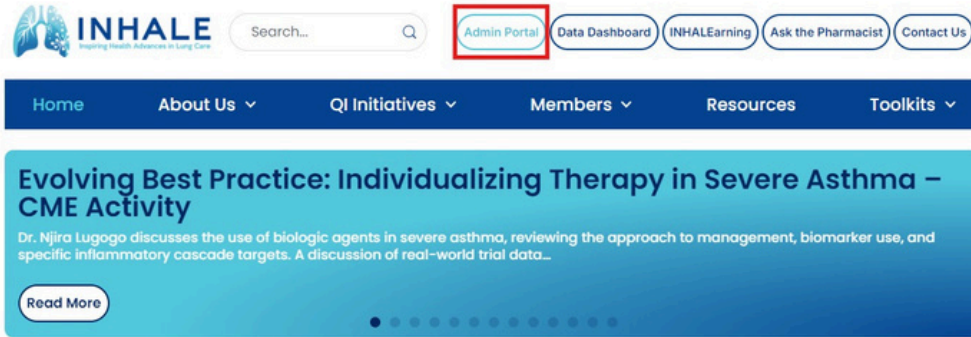 INHALE
Inspiring Health Advances in Lung Care
Search...
Admin Portal
Data Dashboard
INHALEarning
Ask the Pharmacist
Contact Us
Home
About Us
QI Initiatives
Members
Resources
Toolkits
Evolving Best Practice: Individualizing Therapy in Severe Asthma –
CME Activity
Dr. Njira Lugogo discusses the use of biologic agents in severe asthma, reviewing the approach to management, biomarker use, and
specific inflammatory cascade targets. A discussion of real-world trial data...
Read More